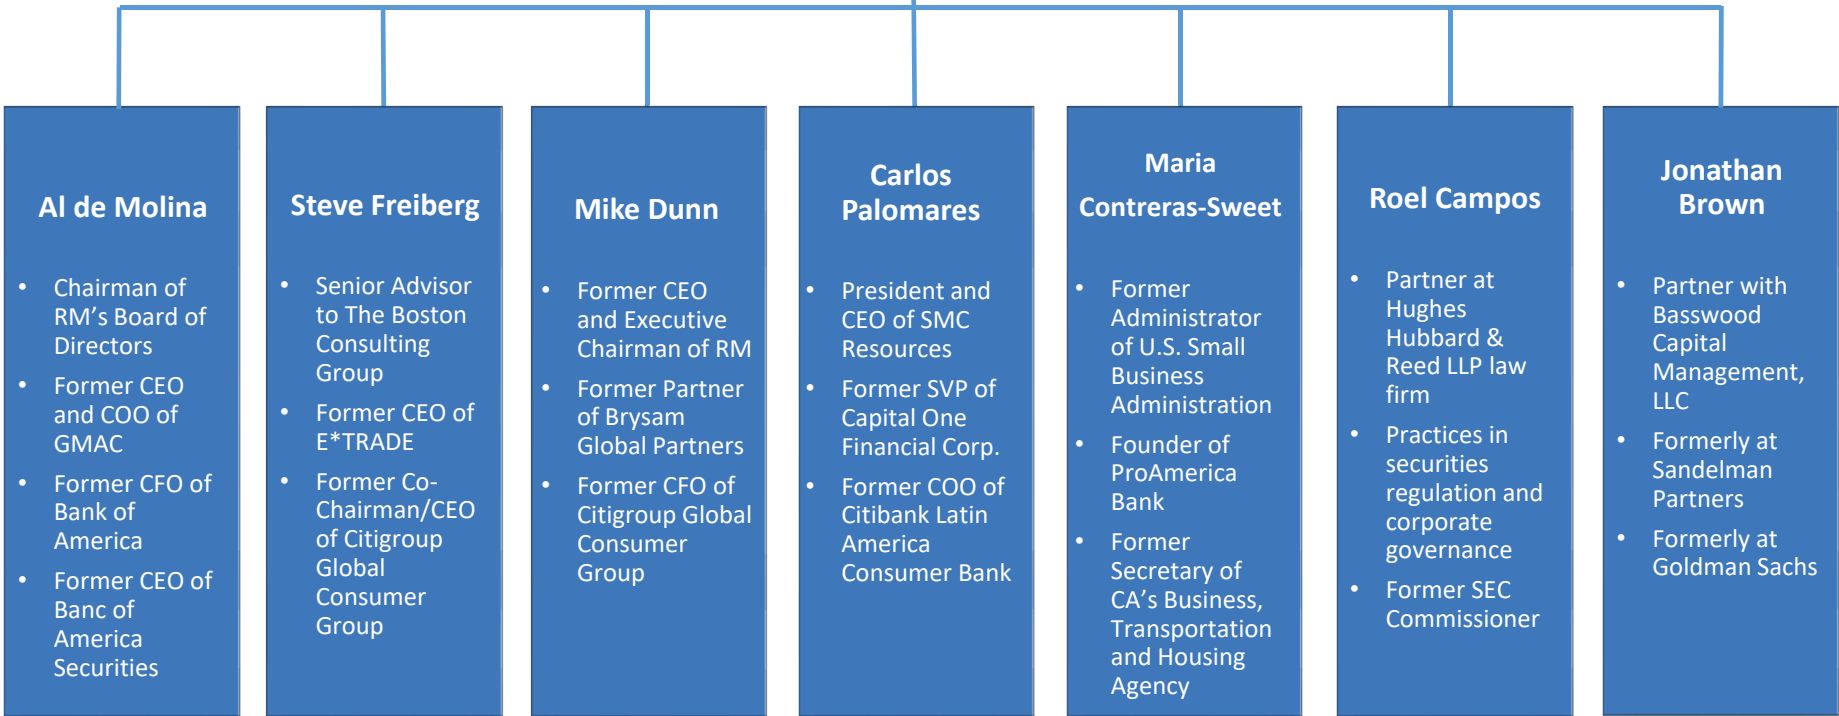 Al de Molina
• Chairman of
RM’s Board of
Directors
• Former CEO
and COO of
GMAC
• Former CFO of
Bank of
America
• Former CEO of
Banc of
America
Securities
Steve Freiberg
• Senior Advisor
to The Boston
Consulting
Group
• Former CEO of
E*TRADE
• Former Co-
Chairman/CEO
of Citigroup
Global
Consumer
Group
Mike Dunn
• Former CEO
and Executive
Chairman of RM
• Former Partner
of Brysam
Global Partners
• Former CFO of
Citigroup Global
Consumer
Group
Carlos
Palomares
• President and
CEO of SMC
Resources
• Former SVP of
Capital One
Financial Corp.
• Former COO of
Citibank Latin
America
Consumer Bank
Maria
Contreras-Sweet
• Former
Administrator
of U.S. Small
Business
Administration
• Founder of
ProAmerica
Bank
• Former
Secretary of
CA’s Business,
Transportation
and Housing
Agency
Roel Campos
• Partner at
Hughes
Hubbard &
Reed LLP law
firm
• Practices in
securities
regulation and
corporate
governance
• Former SEC
Commissioner
Jonathan
Brown
• Partner with
Basswood
Capital
Management,
LLC
• Formerly at
Sandelman
Partners
• Formerly at
Goldman Sachs